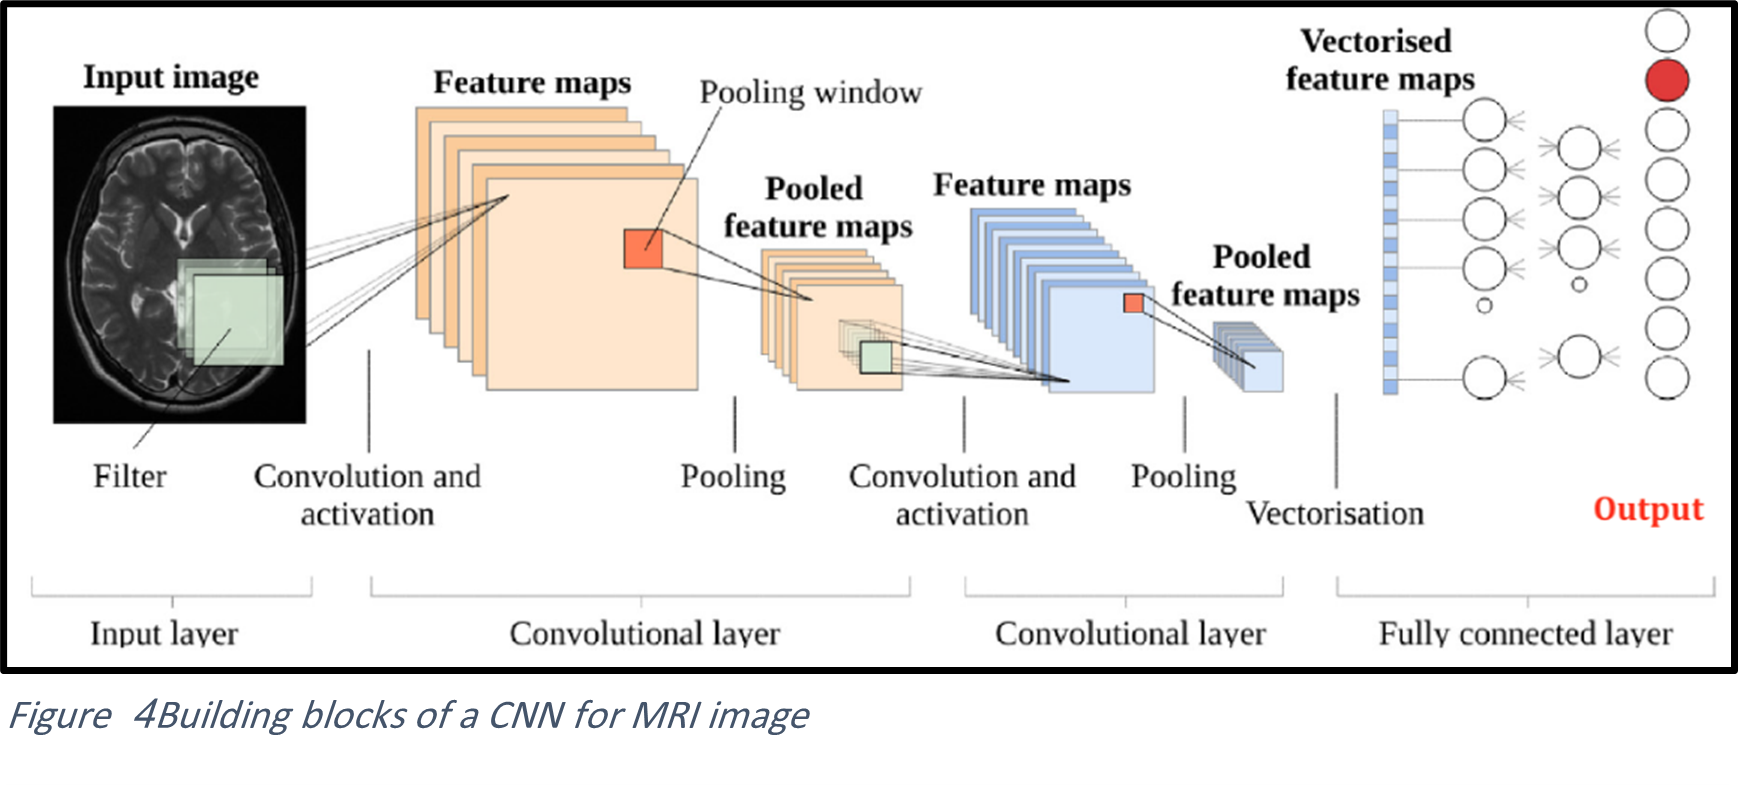 Input image
Feature maps
Pooling window
Pooled
feature maps
Feature maps
Pooled
feature maps
Vectorised
feature maps
Filter
Convolution and
activation
Pooling
Convolution and
activation
Pooling
Vectorisation
Output
Input layer
Convolutional layer
Convolutional layer
Fully connected layer
Figure 4Building blocks of a CNN for MRI image